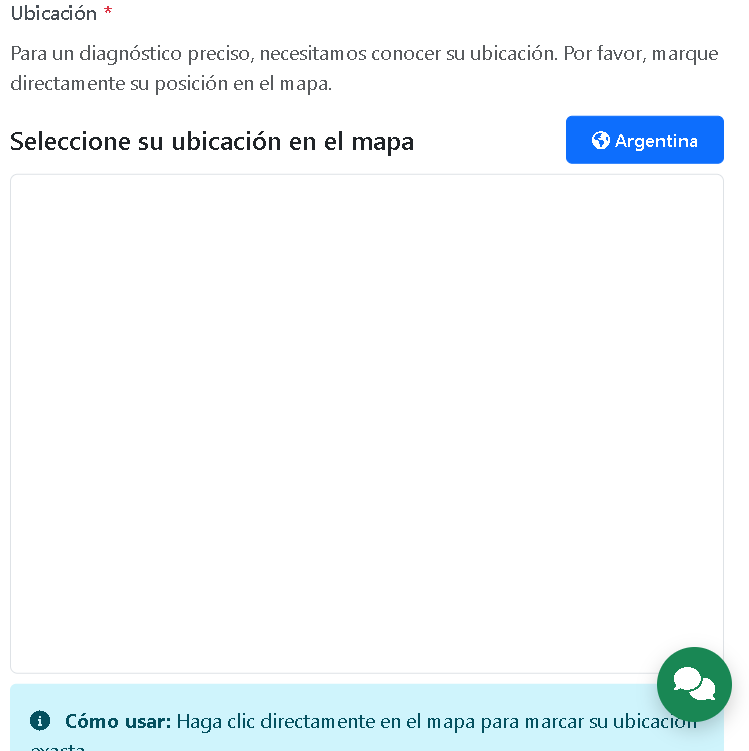 Ubicación *
Para un diagnóstico preciso, necesitamos conocer su ubicación. Por favor, marque
directamente su posición en el mapa.
Seleccione su ubicación en el mapa
Argentina
Cómo usar: Haga clic directamente en el mapa para marcar su ubicación
exacta